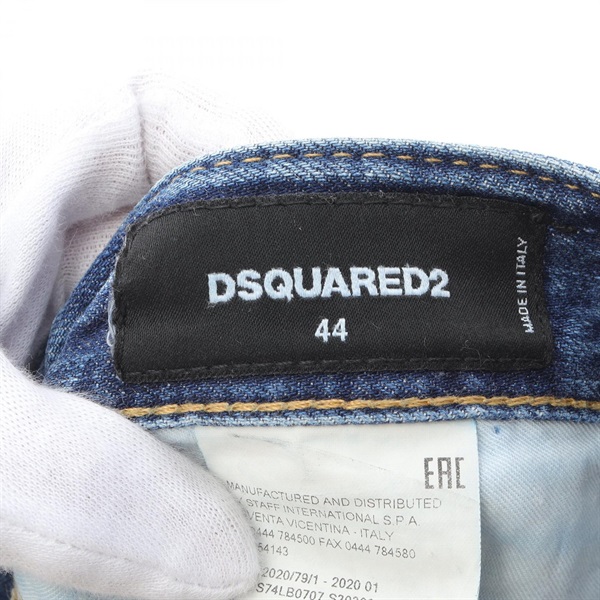 DSQUARED2
44
MADE IN ITALY
EAC
MANUFACTURED AND DISTRIBUTED
STAFF INTERNATIONAL S.P.A
VENTA VICENTINA - ITALY
0444 784500 FAX 0444 784580
54143
2020/79/1 - 2020 01
S74LB0707